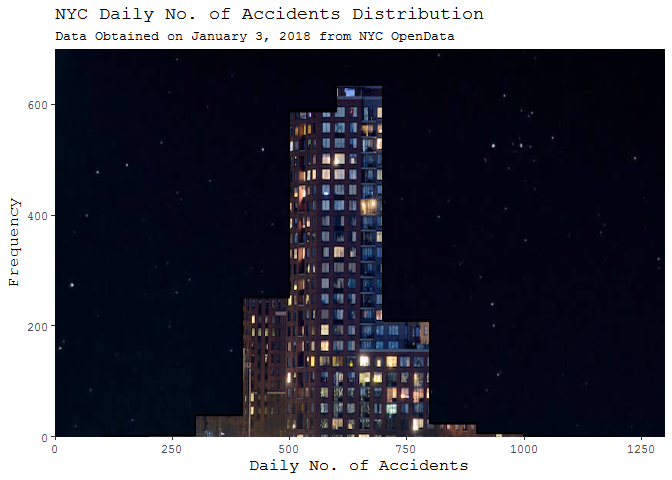 NYC Daily No. of Accidents Distribution
Data Obtained on January 3, 2018 from NYC OpenData
600
400
200
0
Frequency
0 250 500 750 1000 1250
Daily No. of Accidents